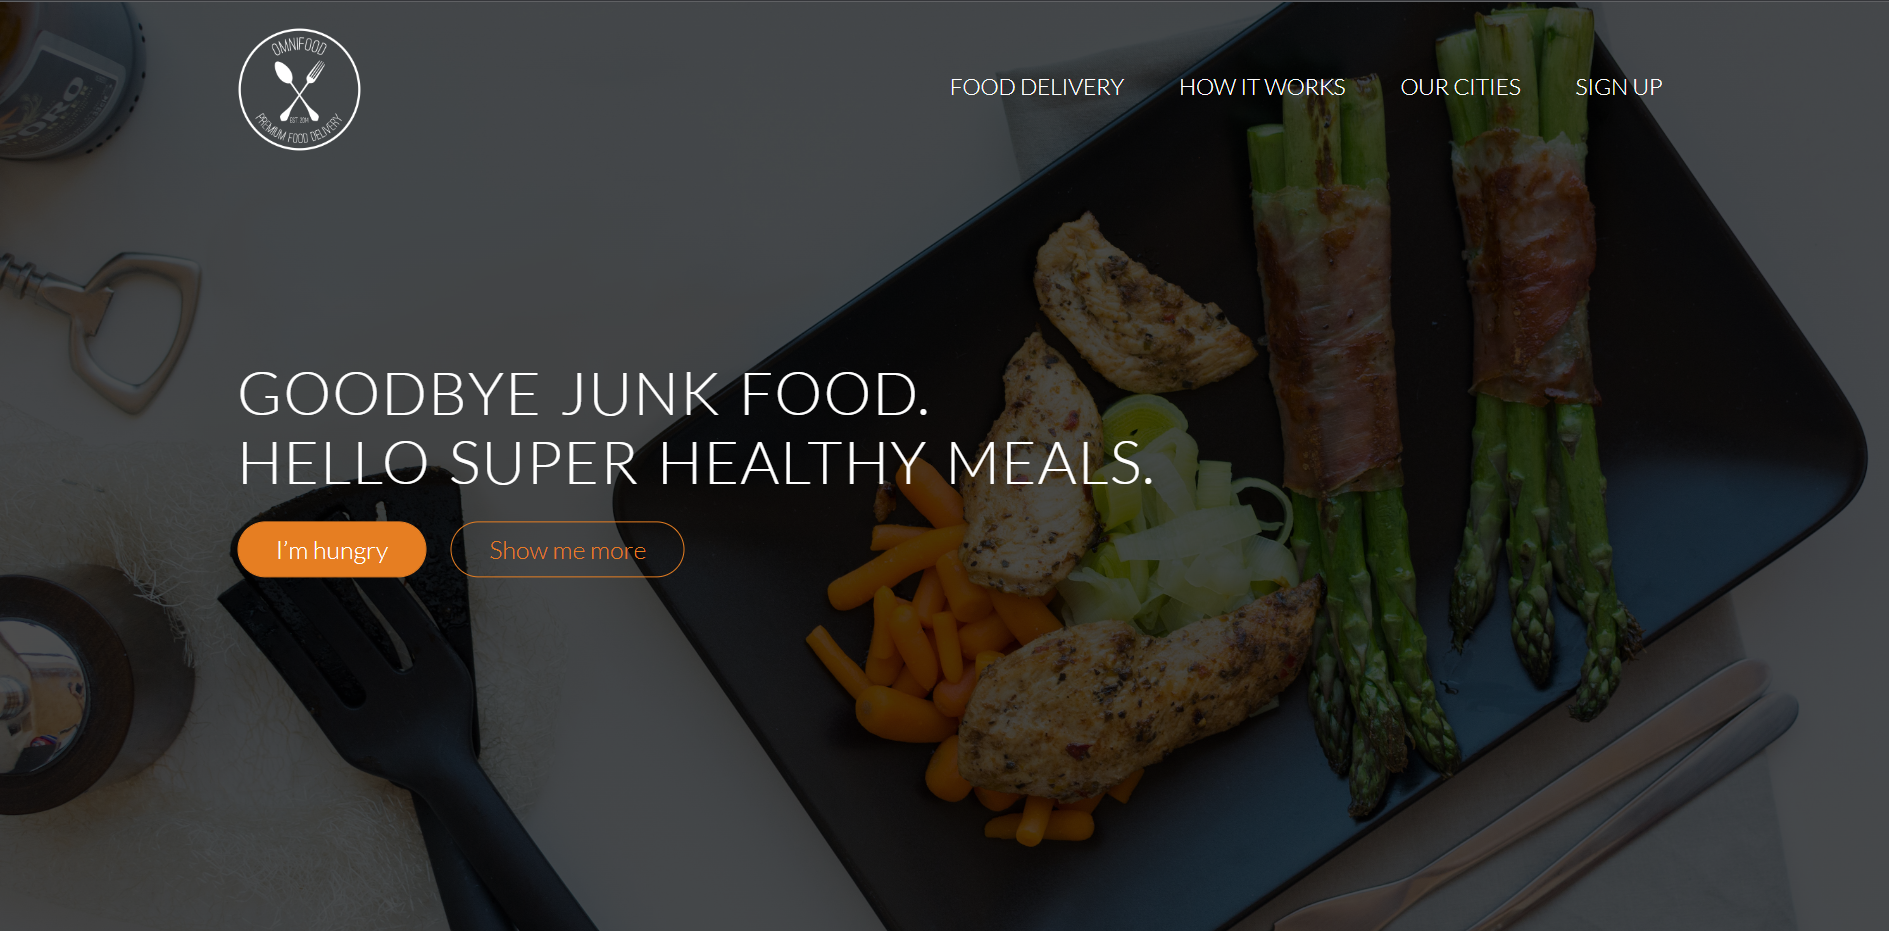 OMNIFOOD
EST 2014
PREMIUM FOOD DELIVERY
FOOD DELIVERY
HOW IT WORKS
OUR CITIES
SIGN UP
GOODBYE JUNK FOOD.
HELLO SUPER HEALTHY MEALS.
I'm hungry
Show me more